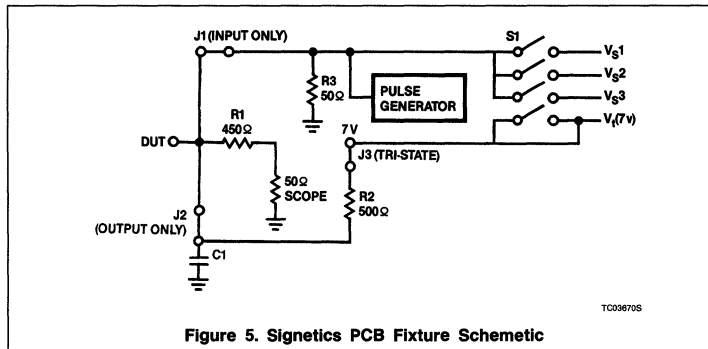 J1 (INPUT ONLY)
S1
VS1
VS2
VS3
Vt(7v)
R3
50Ω
PULSE
GENERATOR
R1
450Ω
7V
J3 (TRI-STATE)
DUT
50Ω
SCOPE
R2
500Ω
J2
(OUTPUT ONLY)
C1
TC03670S
Figure 5. Signetics PCB Fixture Schemetic